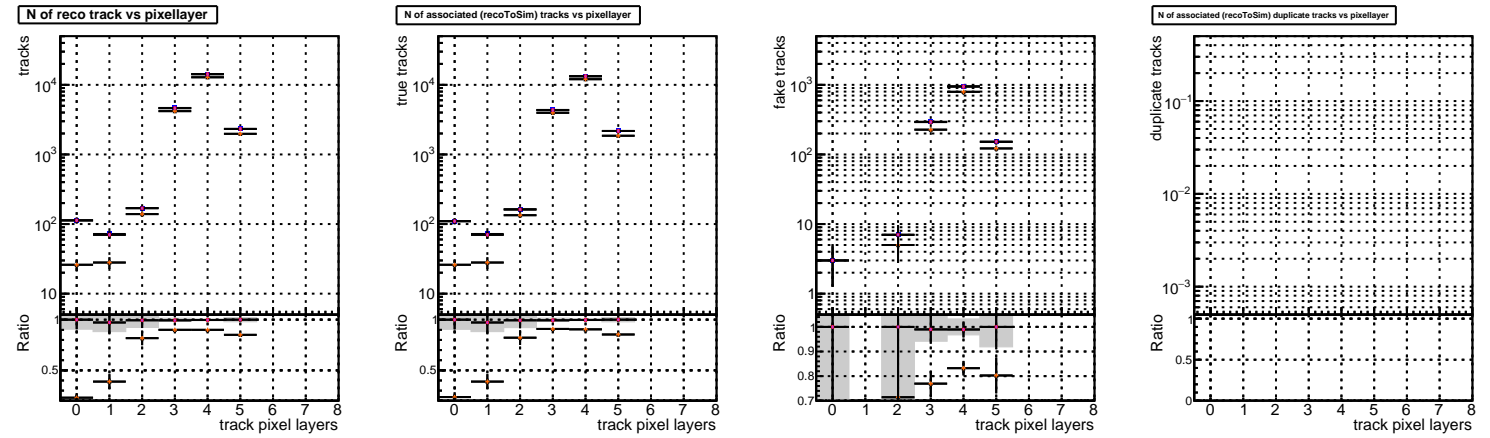 N of reco track vs pixellayer
tracks
10^4
10^3
10^2
10
Ratio
1
0.5
0 1 2 3 4 5 6 7 8
track pixel layers
N of associated (recoToSim) tracks vs pixellayer
true tracks
10^4
10^3
10^2
10
Ratio
1
0.5
0 1 2 3 4 5 6 7 8
track pixel layers
fake tracks
10^3
10^2
10
1
Ratio
1
0.9
0.8
0.7
0 1 2 3 4 5 6 7 8
track pixel layers
N of associated (recoToSim) duplicate tracks vs pixellayer
duplicate tracks
10^−1
10^−2
10^−3
Ratio
1
0.5
0
0 1 2 3 4 5 6 7 8
track pixel layers